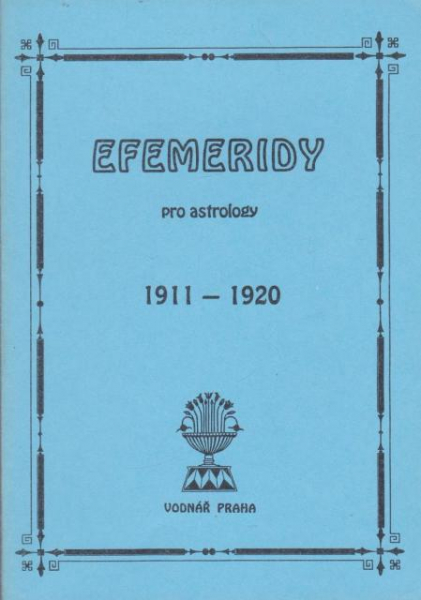 EFEMERIDY
pro astrology
1911 – 1920
VODNÁŘ PRAHA